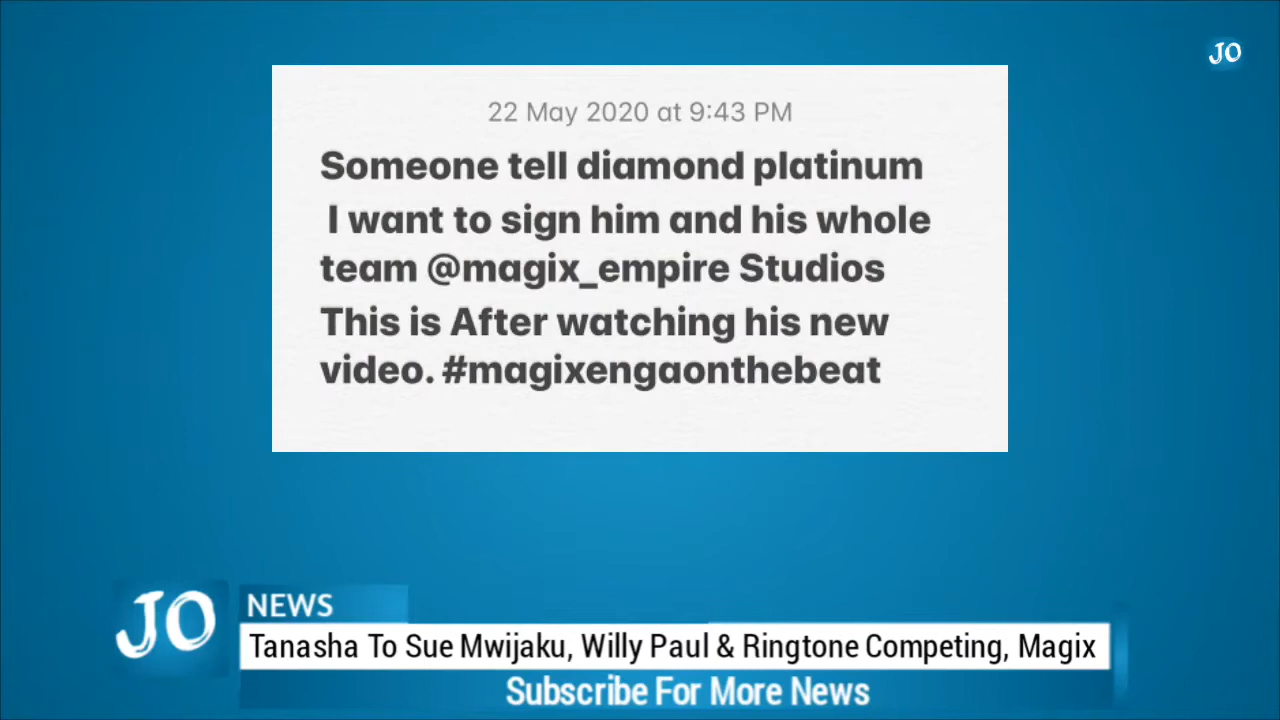 JO
22 May 2020 at 9:43 PM
Someone tell diamond platinum
I want to sign him and his whole
team @magix_empire Studios
This is After watching his new
video. #magixengaonthebeat
JO
NEWS
Tanasha To Sue Mwijaku, Willy Paul & Ringtone Competing, Magix
Subscribe For More News